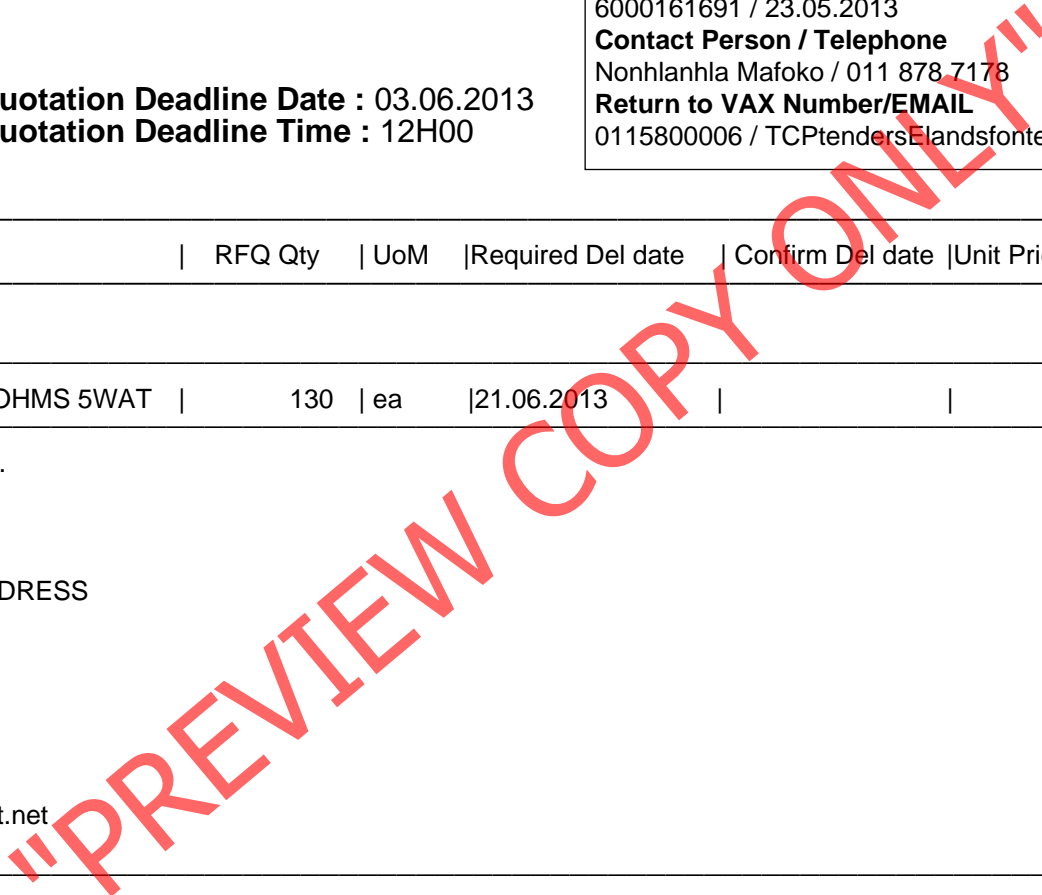 6000161691 / 23.05.2013
Contact Person / Telephone
Nonhlanhla Mafoko / 011 878 7178
uotation Deadline Date : 03.06.2013
Return to VAX Number/EMAIL
uotation Deadline Time : 12H00
0115800006 / TCPtendersElandsfonte
| RFQ Qty | UoM |Required Del date | Confirm Del date |Unit Pri
OHMS 5WAT | 130 | ea |21.06.2013 | |
.
DRESS
t.net
"PREVIEW COPY ONLY"